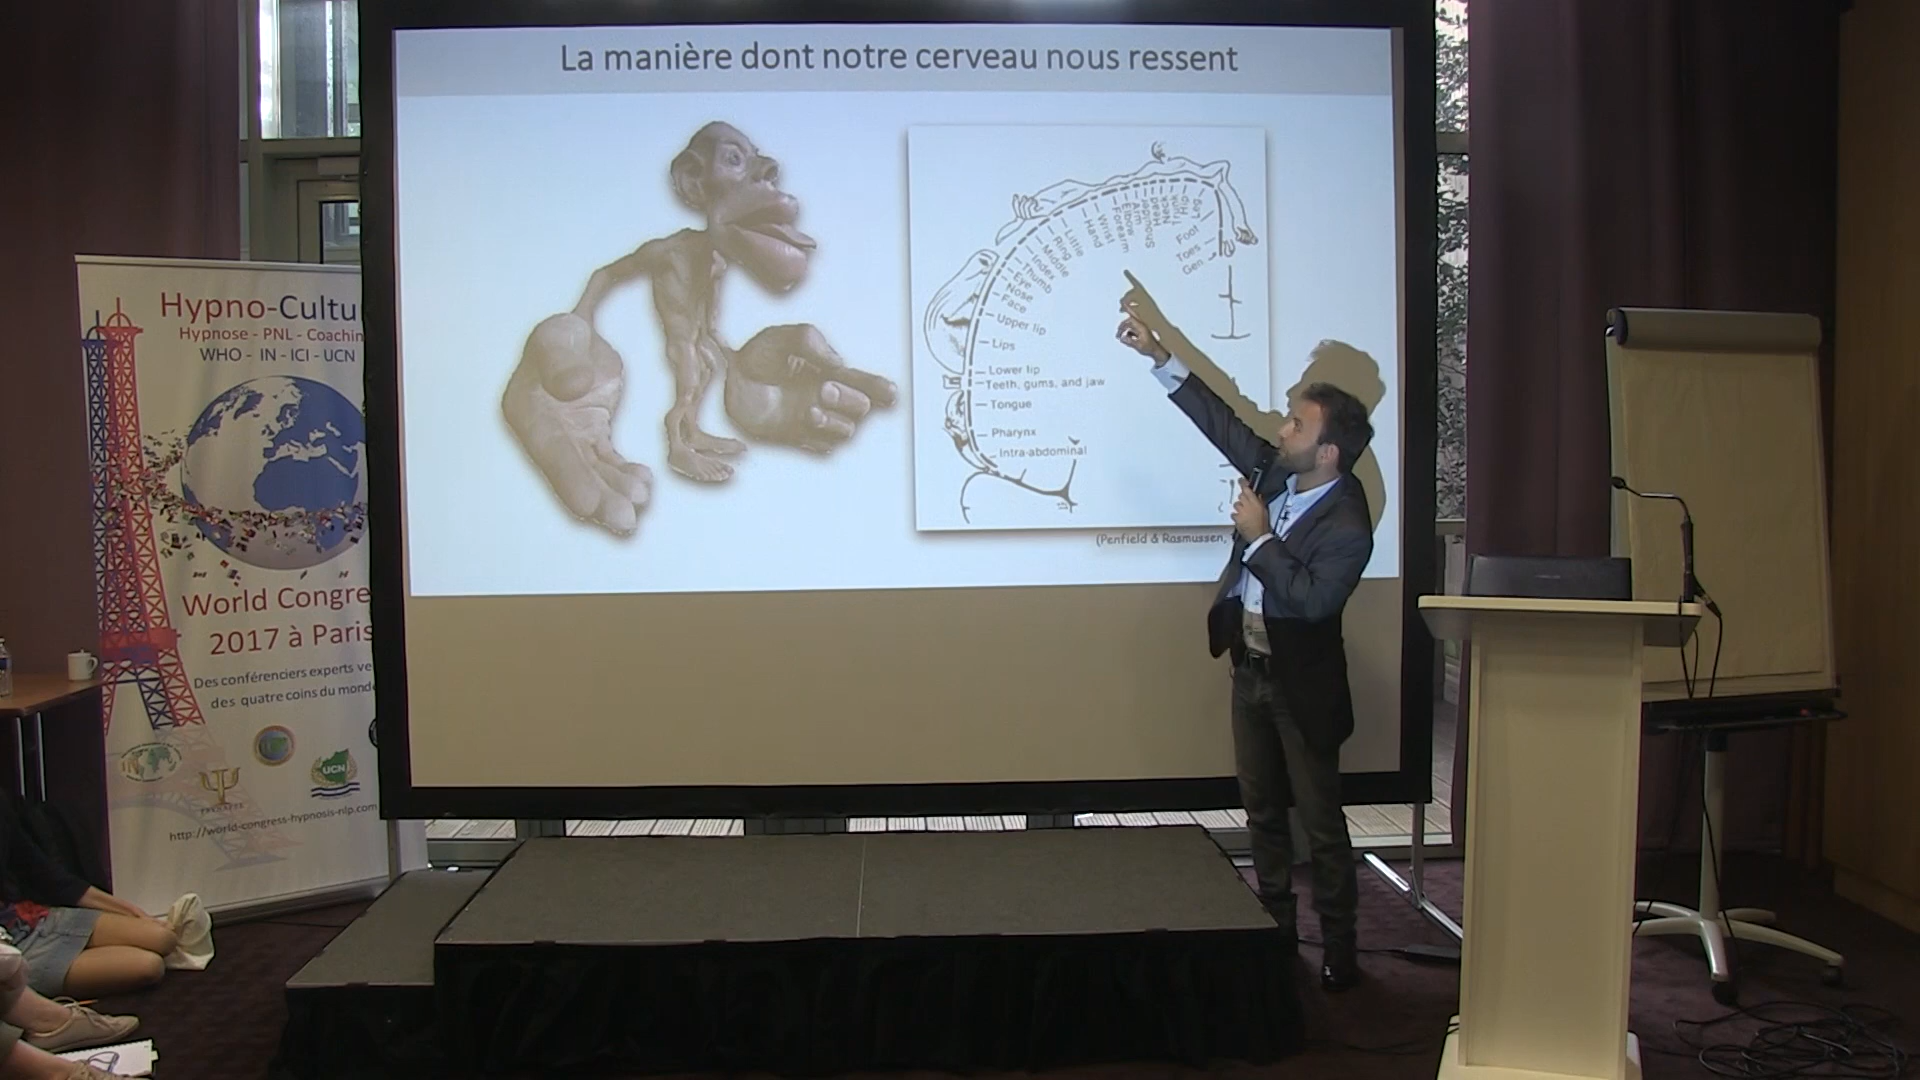 La manière dont notre cerveau nous ressent
Leg
Hip
Trunk
Neck
Head
Shoulder
Arm
Elbow
Forearm
Wrist
Hand
Little
Ring
Middle
Index
Thumb
Eye
Nose
Face
Upper lip
Lips
Lower lip
Teeth, gums, and jaw
Tongue
Pharynx
Intra-abdominal
Foot
Toes
Gen
(Penfield & Rasmussen,
Hypno-Cultu
Hypnose - PNL - Coachin
WHO - IN - ICI - UCN
World Congre
2017 à Paris
Des conférenciers experts ve
des quatre coins du mond
IN
UCN
http://world-congress-hypnosis-nlp.com